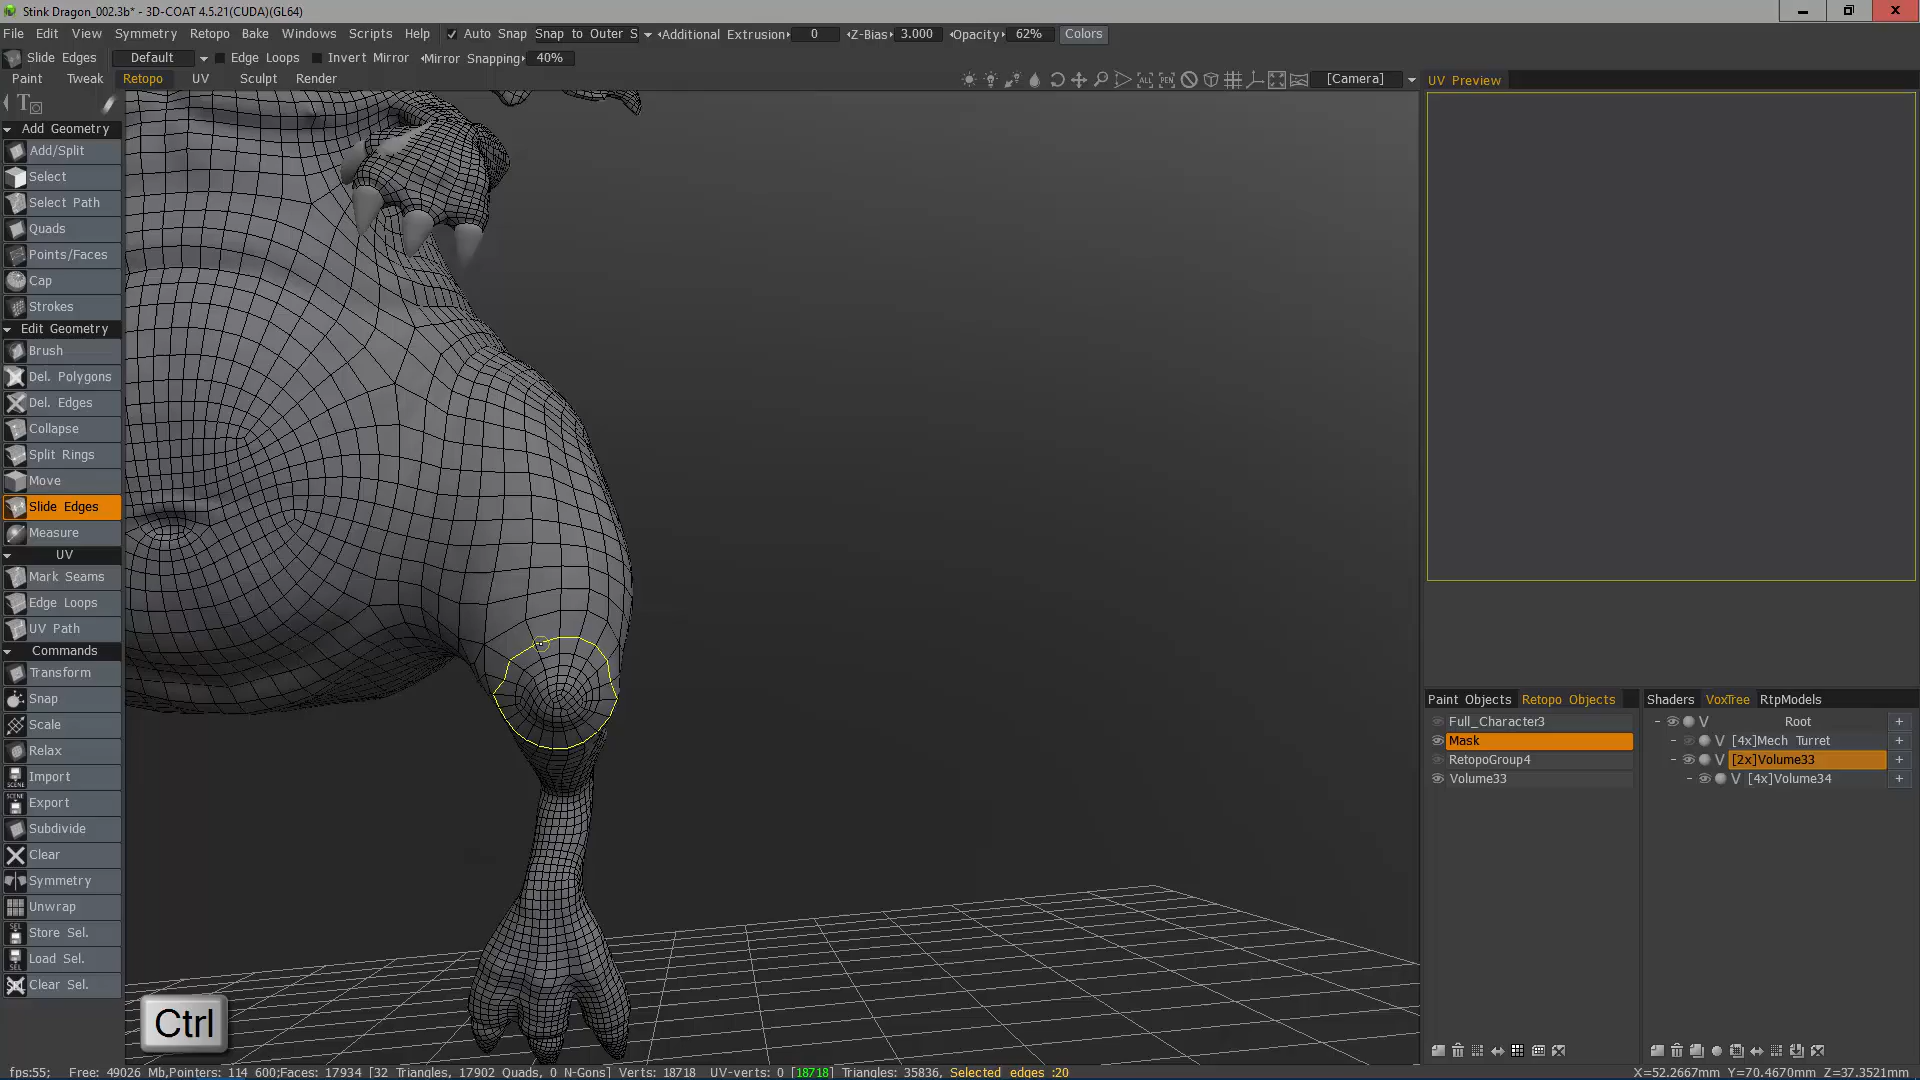 Stink Dragon_002.3b* - 3D-COAT 4.5.21(CUDA)(GL64)
File Edit View Symmetry Retopo Bake Windows Scripts Help Auto Snap Snap to Outer S Additional Extrusion 0 Z-Bias 3.000 Opacity 62% Colors
Slide Edges Default Edge Loops Invert Mirror Mirror Snapping 40%
Paint Tweak Retopo UV Sculpt Render [Camera] UV Preview
Add Geometry
Add/Split
Select
Select Path
Quads
Points/Faces
Cap
Strokes
Edit Geometry
Brush
Del. Polygons
Del. Edges
Collapse
Split Rings
Move
Slide Edges
Measure
UV
Mark Seams
Edge Loops
UV Path
Commands
Transform
Snap
Scale
Relax
Import
Export
Subdivide
Clear
Symmetry
Unwrap
Store Sel.
Load Sel.
Clear Sel.
Ctrl
Paint Objects Retopo Objects
Full_Character3
Mask
RetopoGroup4
Volume33
Shaders VoxTree RtpModels
V Root +
V [4x]Mech Turret +
V [2x]Volume33 +
V [4x]Volume34 +
fps:55; Free: 49026 Mb,Pointers: 114 600;Faces: 17934 [32 Triangles, 17902 Quads, 0 N-Gons] Verts: 18718 UV-verts: 0 [18718] Triangles: 35836, Selected edges :20 X=52.2667mm Y=70.4670mm Z=37.3521mm